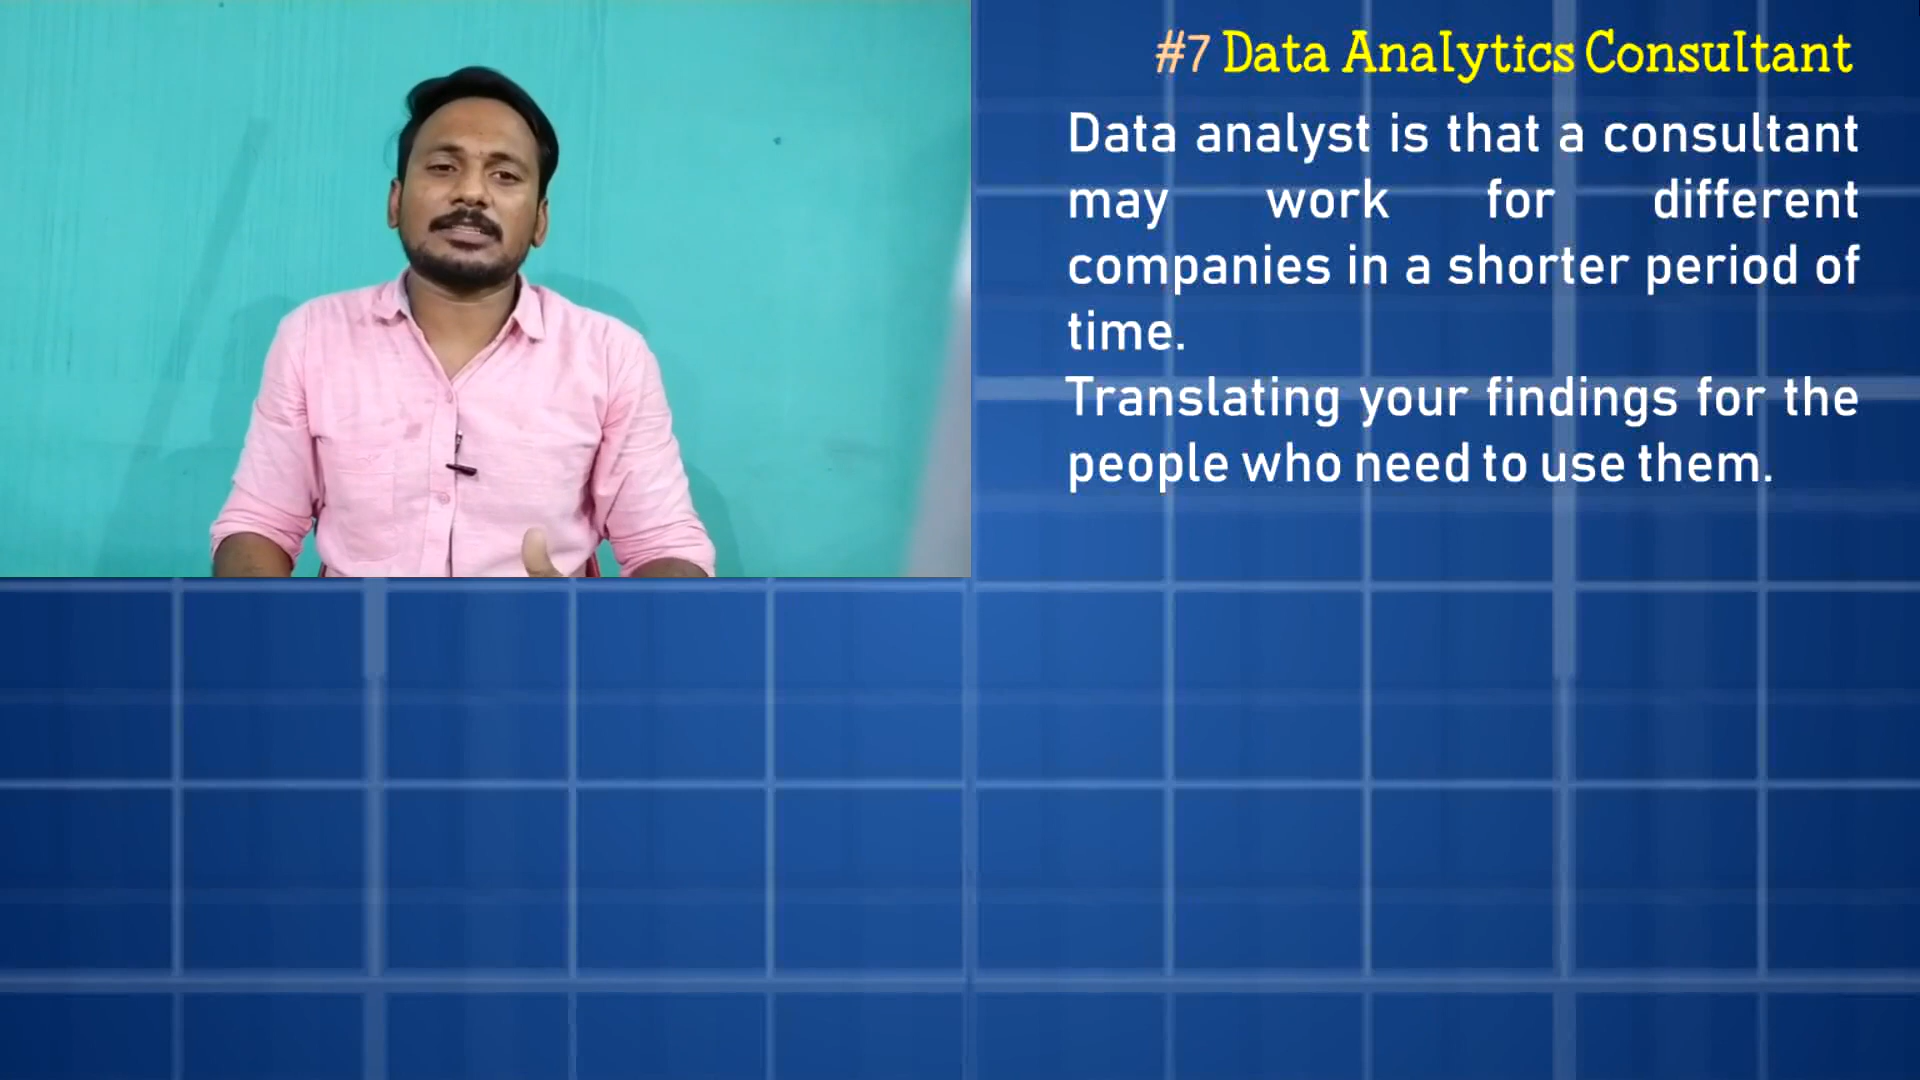 #7 Data Analytics Consultant
Data analyst is that a consultant
may work for different
companies in a shorter period of
time.
Translating your findings for the
people who need to use them.